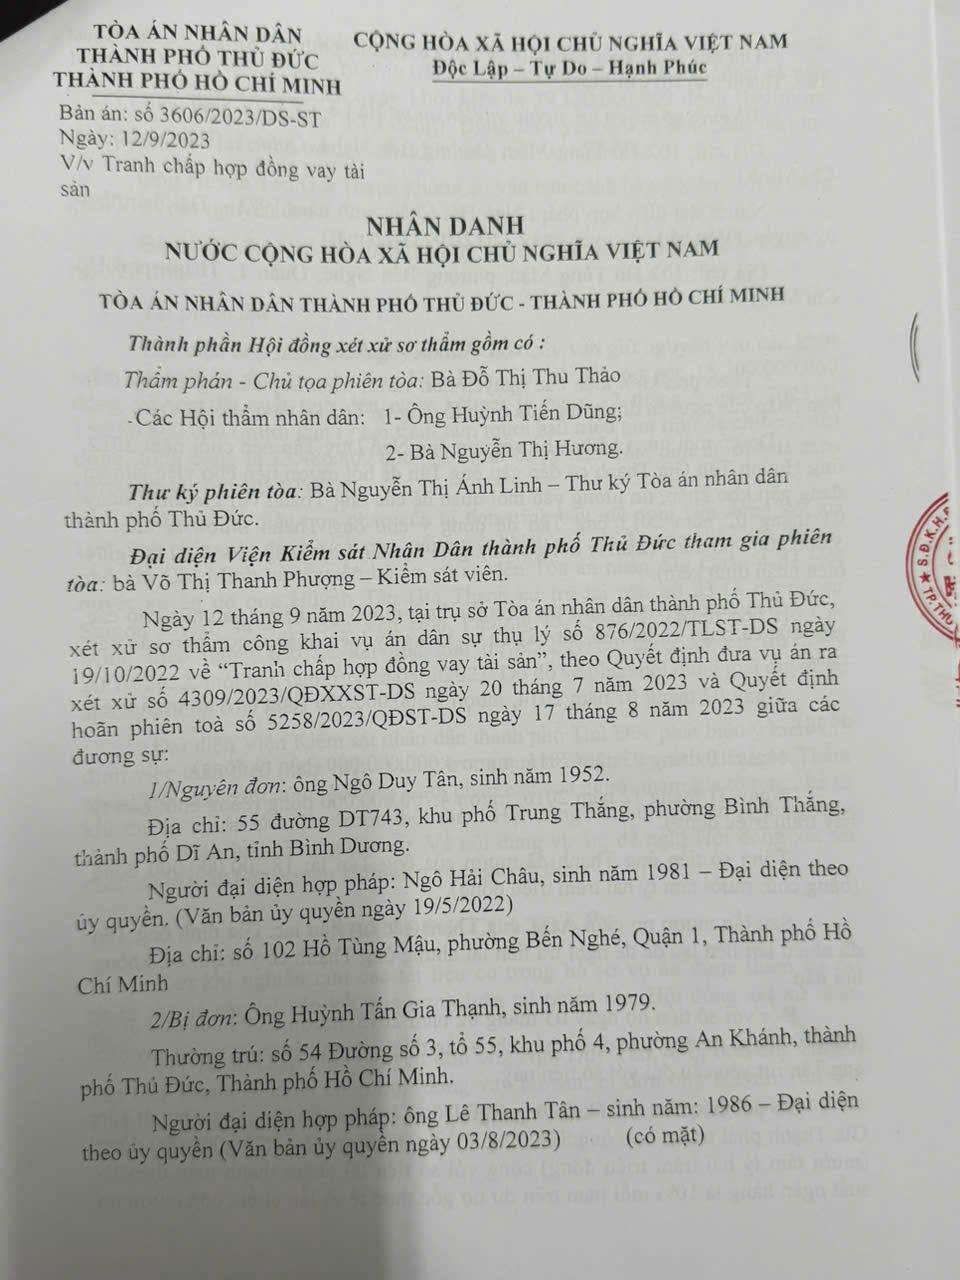 TÒA ÁN NHÂN DÂN
THÀNH PHỐ THỦ ĐỨC
THÀNH PHỐ HỒ CHÍ MINH
CỘNG HÒA XÃ HỘI CHỦ NGHĨA VIỆT NAM
Độc Lập – Tự Do – Hạnh Phúc
Bản án: số 3606/2023/DS-ST
Ngày: 12/9/2023
V/v Tranh chấp hợp đồng vay tài
sản
NHÂN DANH
NƯỚC CỘNG HÒA XÃ HỘI CHỦ NGHĨA VIỆT NAM
TÒA ÁN NHÂN DÂN THÀNH PHỐ THỦ ĐỨC - THÀNH PHỐ HỒ CHÍ MINH
Thành phần Hội đồng xét xử sơ thẩm gồm có :
Thẩm phán - Chủ tọa phiên tòa: Bà Đỗ Thị Thu Thảo
- Các Hội thẩm nhân dân: 1- Ông Huỳnh Tiến Dũng;
2- Bà Nguyễn Thị Hương.
Thư ký phiên tòa: Bà Nguyễn Thị Ánh Linh – Thư ký Tòa án nhân dân
thành phố Thủ Đức.
Đại diện Viện Kiểm sát Nhân Dân thành phố Thủ Đức tham gia phiên
tòa: bà Võ Thị Thanh Phượng – Kiểm sát viên.
Ngày 12 tháng 9 năm 2023, tại trụ sở Tòa án nhân dân thành phố Thủ Đức,
xét xử sơ thẩm công khai vụ án dân sự thụ lý số 876/2022/TLST-DS ngày
19/10/2022 về “Tranh chấp hợp đồng vay tài sản”, theo Quyết định đưa vụ án ra
xét xử số 4309/2023/QĐXXST-DS ngày 20 tháng 7 năm 2023 và Quyết định
hoãn phiên toà số 5258/2023/QĐST-DS ngày 17 tháng 8 năm 2023 giữa các
đương sự:
1/Nguyên đơn: ông Ngô Duy Tân, sinh năm 1952.
Địa chỉ: 55 đường DT743, khu phố Trung Thắng, phường Bình Thắng,
thành phố Dĩ An, tỉnh Bình Dương.
Người đại diện hợp pháp: Ngô Hải Châu, sinh năm 1981 – Đại diện theo
ủy quyền. (Văn bản ủy quyền ngày 19/5/2022)
Địa chỉ: số 102 Hồ Tùng Mậu, phường Bến Nghé, Quận 1, Thành phố Hồ
Chí Minh
2/Bị đơn: Ông Huỳnh Tấn Gia Thạnh, sinh năm 1979.
Thường trú: số 54 Đường số 3, tổ 55, khu phố 4, phường An Khánh, thành
phố Thủ Đức, Thành phố Hồ Chí Minh.
Người đại diện hợp pháp: ông Lê Thanh Tân – sinh năm: 1986 – Đại diện
theo ủy quyền (Văn bản ủy quyền ngày 03/8/2023) (có mặt)
S.Đ.K.H.
TP.THỦ